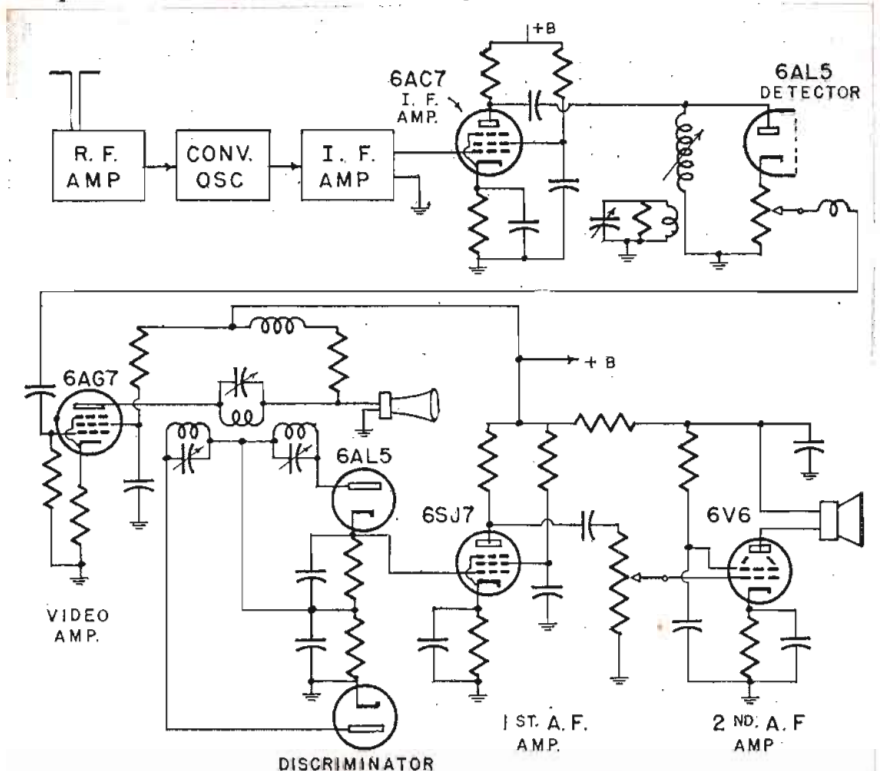 +B
6AC7
I. F.
AMP.
6AL5
DETECTOR
R. F.
AMP
CONV.
OSC
I. F.
AMP
+ B
6AG7
6AL5
6SJ7
6V6
VIDEO
AMP.
1 ST. A. F.
AMP.
2 ND. A. F
AMP
DISCRIMINATOR